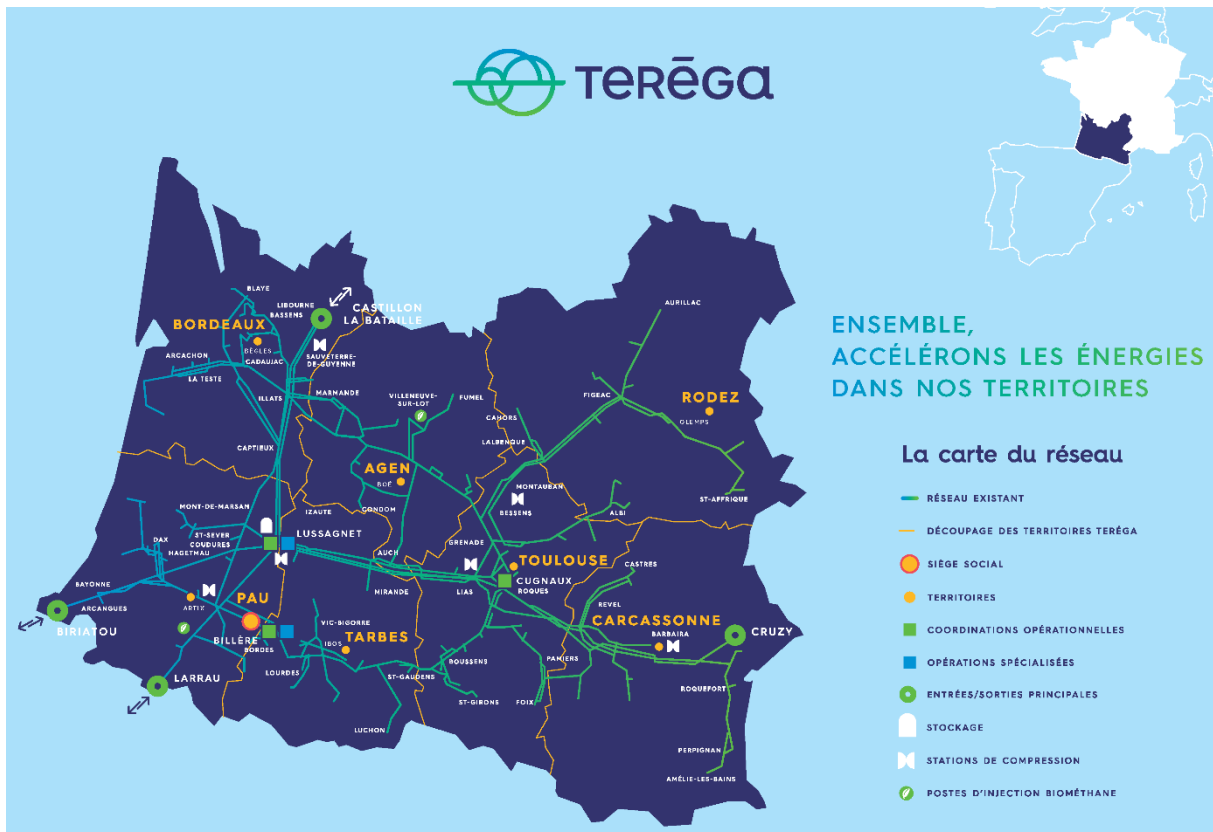 TERĒGA
BLAYE
LIBOURNE
BASSENS
CASTILLON
LA BATAILLE
BORDEAUX
BÈGLES
CADAUJAC
SAUVETERRE-
DE-GUYENNE
ARCACHON
LA TESTE
ILLATS
MARMANDE
VILLENEUVE-
SUR-LOT
FUMEL
AURILLAC
FIGEAC
RODEZ
OLEMPS
CAHORS
LALBENQUE
CAPTIEUX
AGEN
BOÉ
ST-AFFRIQUE
MONTAUBAN
BESSENS
ALBI
MONT-DE-MARSAN
IZAUTE
CONDOM
ST-SEVER
COUDURES
HAGETMAU
DAX
LUSSAGNET
AUCH
GRENADE
TOULOUSE
CUGNAUX
ROQUES
CASTRES
BAYONNE
ARCANGUES
BIRIATOU
ARTIX
PAU
BILLÈRE
BORDES
VIC-BIGORRE
MIRANDE
LIAS
TARBES
IBOS
REVEL
CARCASSONNE
BARBAIRA
CRUZY
LARRAU
LOURDES
ST-GAUDENS
BOUSSENS
PAMIERS
ST-GIRONS
FOIX
LUCHON
ROQUEFORT
PERPIGNAN
AMÉLIE-LES-BAINS
ENSEMBLE,
ACCÉLÉRONS LES ÉNERGIES
DANS NOS TERRITOIRES
La carte du réseau
RÉSEAU EXISTANT
DÉCOUPAGE DES TERRITOIRES TERÉGA
SIÈGE SOCIAL
TERRITOIRES
COORDINATIONS OPÉRATIONNELLES
OPÉRATIONS SPÉCIALISÉES
ENTRÉES/SORTIES PRINCIPALES
STOCKAGE
STATIONS DE COMPRESSION
POSTES D'INJECTION BIOMÉTHANE